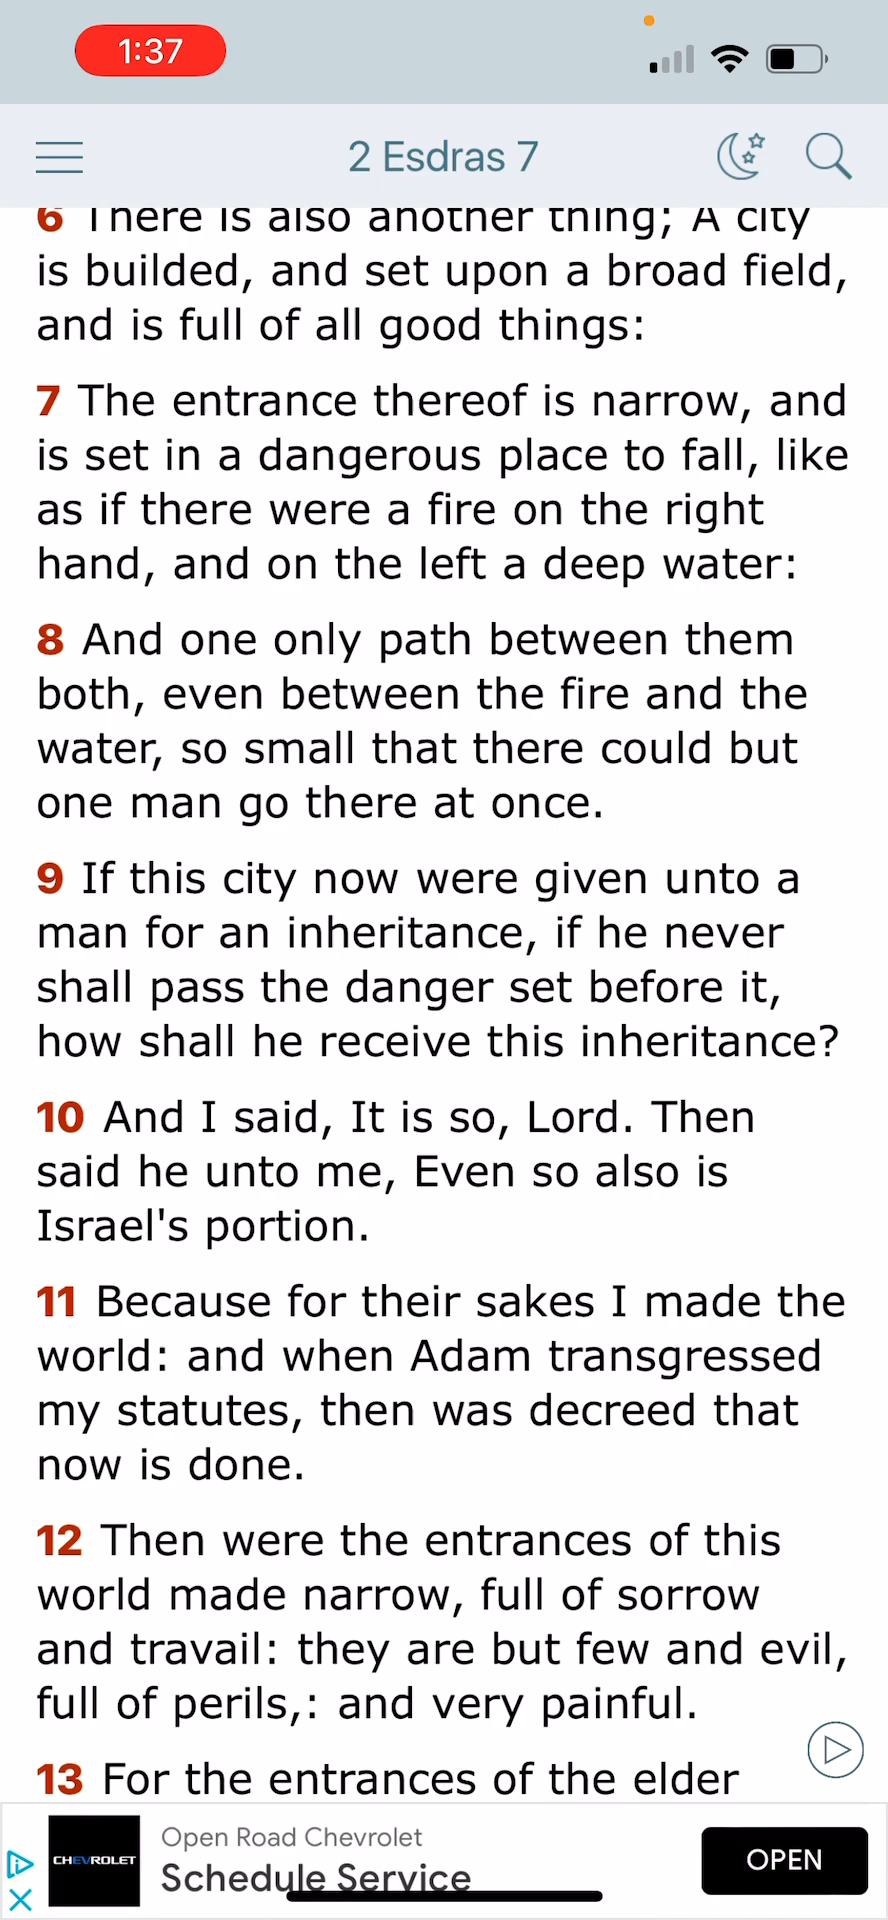 1:37
2 Esdras 7
6 There is also another thing; A city
is builded, and set upon a broad field,
and is full of all good things:
7 The entrance thereof is narrow, and
is set in a dangerous place to fall, like
as if there were a fire on the right
hand, and on the left a deep water:
8 And one only path between them
both, even between the fire and the
water, so small that there could but
one man go there at once.
9 If this city now were given unto a
man for an inheritance, if he never
shall pass the danger set before it,
how shall he receive this inheritance?
10 And I said, It is so, Lord. Then
said he unto me, Even so also is
Israel's portion.
11 Because for their sakes I made the
world: and when Adam transgressed
my statutes, then was decreed that
now is done.
12 Then were the entrances of this
world made narrow, full of sorrow
and travail: they are but few and evil,
full of perils,: and very painful.
13 For the entrances of the elder
CHEVROLET
Open Road Chevrolet
Schedule Service
OPEN